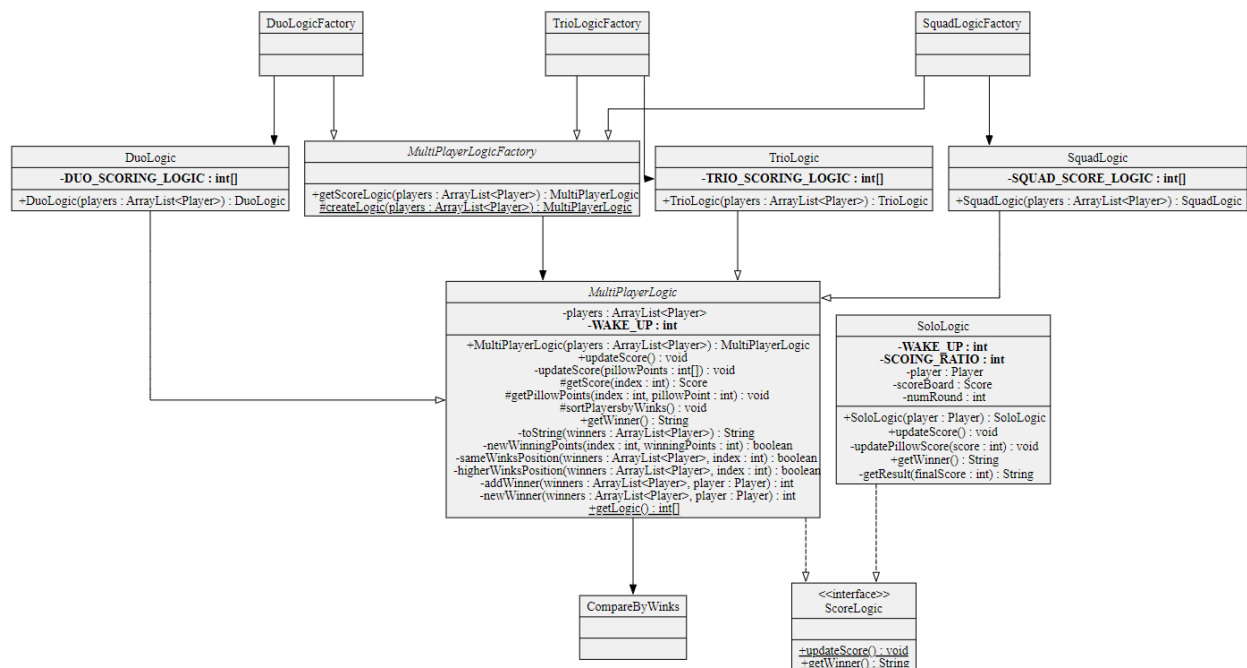 DuoLogicFactory
TrioLogicFactory
SquadLogicFactory
DuoLogic
-DUO_SCORING_LOGIC : int[]
+DuoLogic(players : ArrayList<Player>) : DuoLogic
MultiPlayerLogicFactory
+getScoreLogic(players : ArrayList<Player>) : MultiPlayerLogic
#createLogic(players : ArrayList<Player>) : MultiPlayerLogic
TrioLogic
-TRIO_SCORING_LOGIC : int[]
+TrioLogic(players : ArrayList<Player>) : TrioLogic
SquadLogic
-SQUAD_SCORE_LOGIC : int[]
+SquadLogic(players : ArrayList<Player>) : SquadLogic
MultiPlayerLogic
-players : ArrayList<Player>
-WAKE_UP : int
+MultiPlayerLogic(players : ArrayList<Player>) : MultiPlayerLogic
+updateScore() : void
-updateScore(pillowPoints : int[]) : void
#getScore(index : int) : Score
#getPillowPoints(index : int, pillowPoint : int) : void
#sortPlayersbyWinks() : void
+getWinner() : String
-toString(winners : ArrayList<Player>) : String
-newWinningPoints(index : int, winningPoints : int) : boolean
-sameWinksPosition(winners : ArrayList<Player>, index : int) : boolean
-higherWinksPosition(winners : ArrayList<Player>, index : int) : boolean
-addWinner(winners : ArrayList<Player>, player : Player) : int
-newWinner(winners : ArrayList<Player>, player : Player) : int
+getLogic() : int[]
SoloLogic
-WAKE_UP : int
-SCOING_RATIO : int
-player : Player
-scoreBoard : Score
-numRound : int
+SoloLogic(player : Player) : SoloLogic
+updateScore() : void
-updatePillowScore(score : int) : void
+getWinner() : String
-getResult(finalScore : int) : String
CompareByWinks
<<interface>>
ScoreLogic
+updateScore() : void
+getWinner() : String